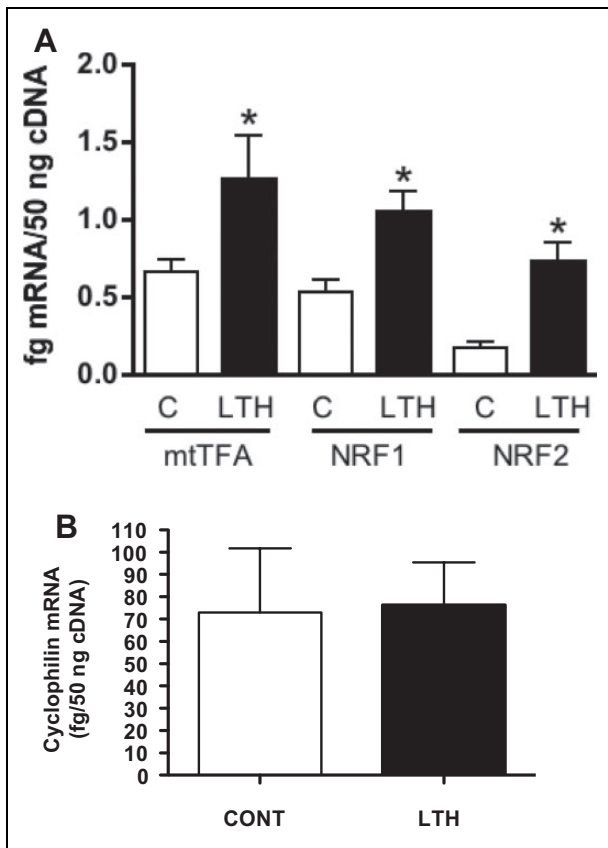 A
fg mRNA/50 ng cDNA
2.0
1.5
1.0
0.5
0.0
* * *
C LTH C LTH C LTH
mtTFA NRF1 NRF2
B
Cyclophilin mRNA
(fg/50 ng cDNA)
110
100
90
80
70
60
50
40
30
20
10
0
CONT LTH